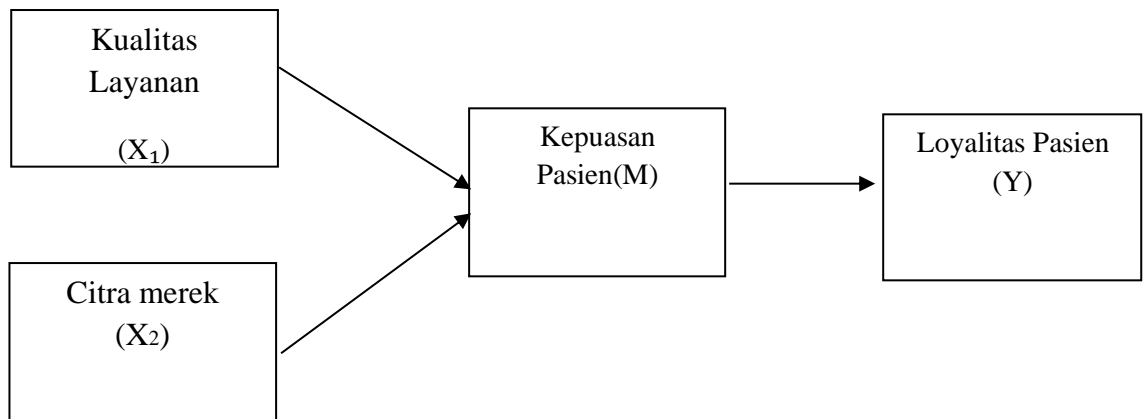 Kualitas
Layanan
(X₁)
Kepuasan
Pasien(M)
Loyalitas Pasien
(Y)
Citra merek
(X2)